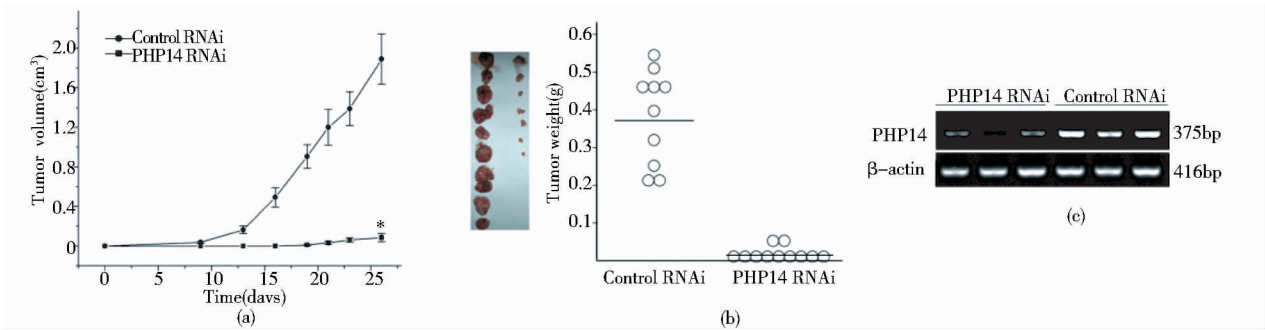 2.0
1.6
1.2
0.8
0.4
0
Tumor volume(cm³)
Control RNAi
PHP14 RNAi
*
0 5 10 15 20 25
Time(davs)
(a)
0.6
0.5
0.4
0.3
0.2
0.1
Tumor weight(g)
Control RNAi PHP14 RNAi
(b)
PHP14 RNAi Control RNAi
PHP14 375bp
β-actin 416bp
(c)